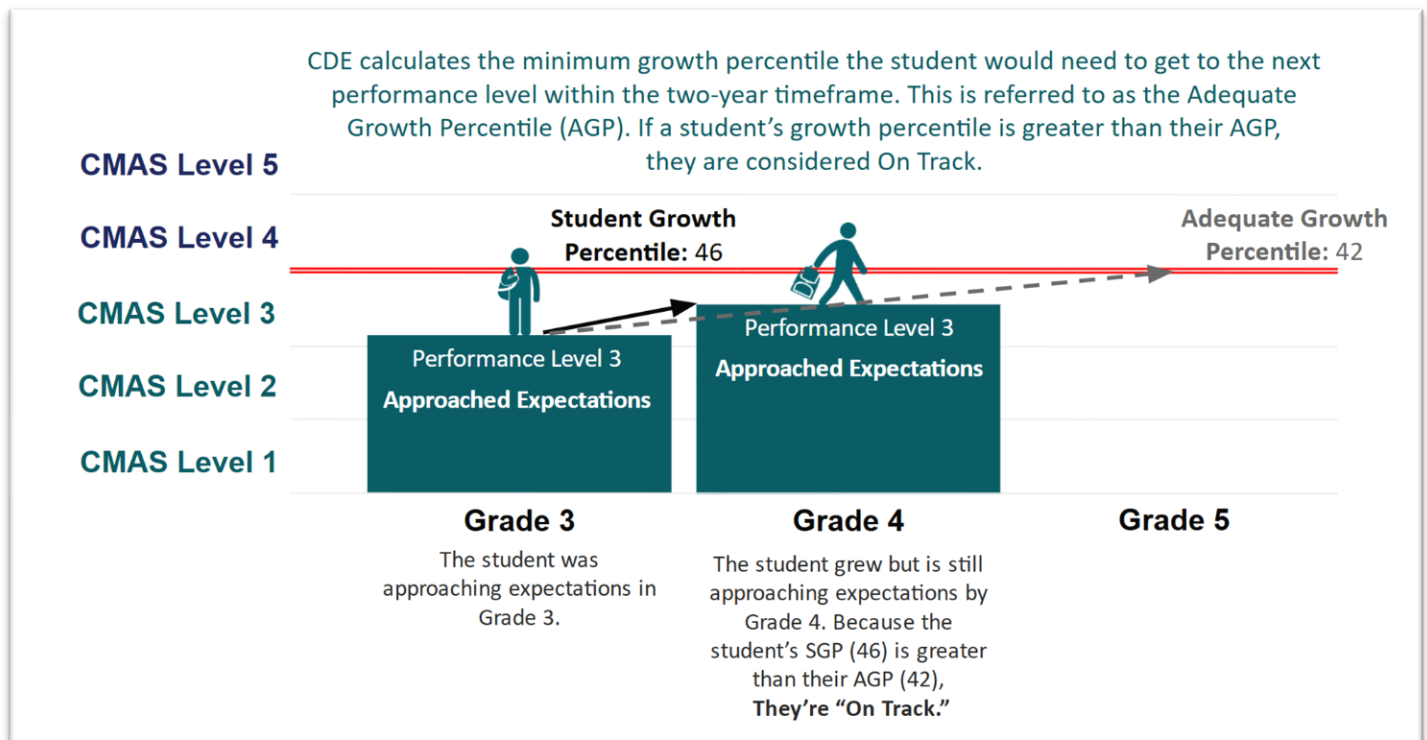 CDE calculates the minimum growth percentile the student would need to get to the next
performance level within the two-year timeframe. This is referred to as the Adequate
Growth Percentile (AGP). If a student’s growth percentile is greater than their AGP,
they are considered On Track.
CMAS Level 5
CMAS Level 4
CMAS Level 3
CMAS Level 2
CMAS Level 1
Student Growth
Percentile: 46
Adequate Growth
Percentile: 42
Performance Level 3
Approached Expectations
Performance Level 3
Approached Expectations
Grade 3
The student was
approaching expectations in
Grade 3.
Grade 4
The student grew but is still
approaching expectations by
Grade 4. Because the
student’s SGP (46) is greater
than their AGP (42),
They’re “On Track.”
Grade 5